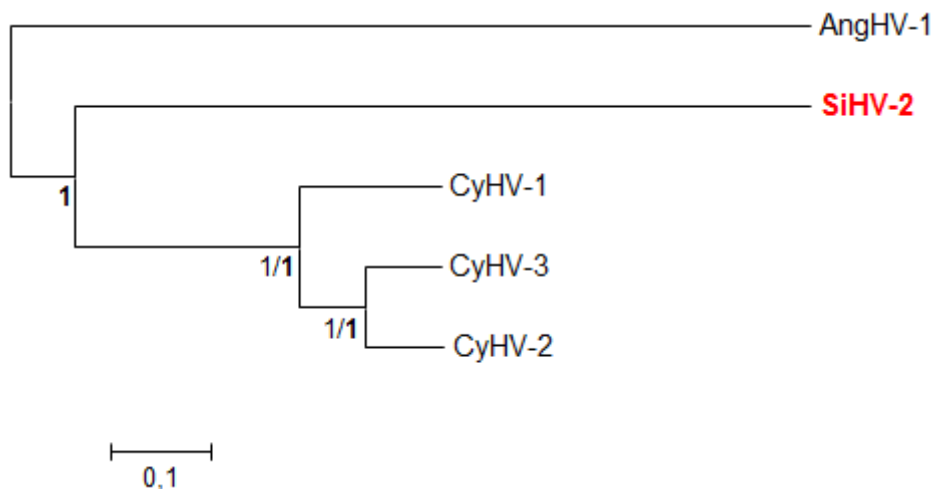 AngHV-1
SiHV-2
1
CyHV-1
1/1
CyHV-3
1/1
CyHV-2
0,1